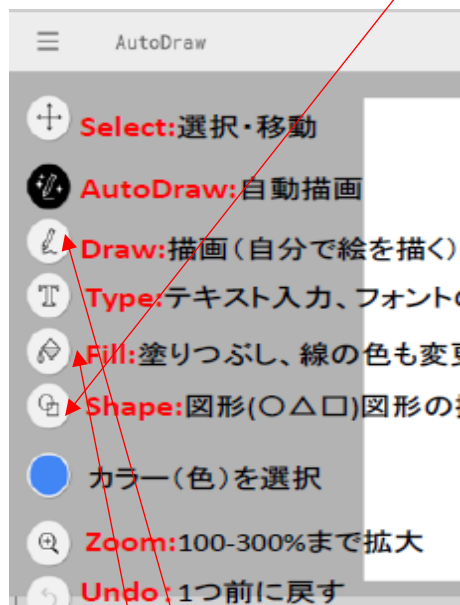 AutoDraw
Select:選択・移動
AutoDraw:自動描画
Draw:描画(自分で絵を描く)
Type:テキスト入力、フォントの
Fill:塗りつぶし、線の色も変更
Shape:図形(○△□)図形の
カラー(色)を選択
Zoom:100-300%まで拡大
Undo:1つ前に戻す